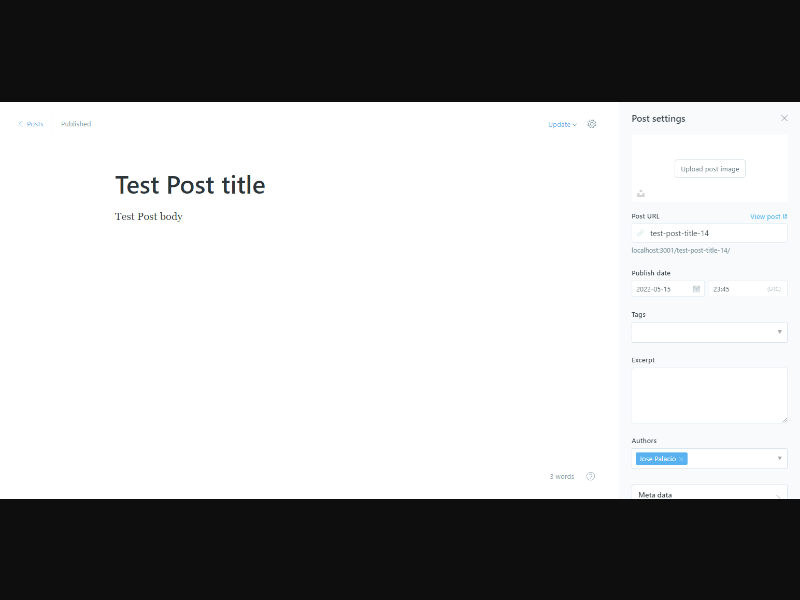 Posts
Published
Update
Test Post title
Test Post body
3 words
Post settings
Upload post image
Post URL
View post
test-post-title-14
localhost:3001/test-post-title-14/
Publish date
2022-05-15
23:45
(UTC)
Tags
Excerpt
Authors
Jose Palacio ×
Meta data